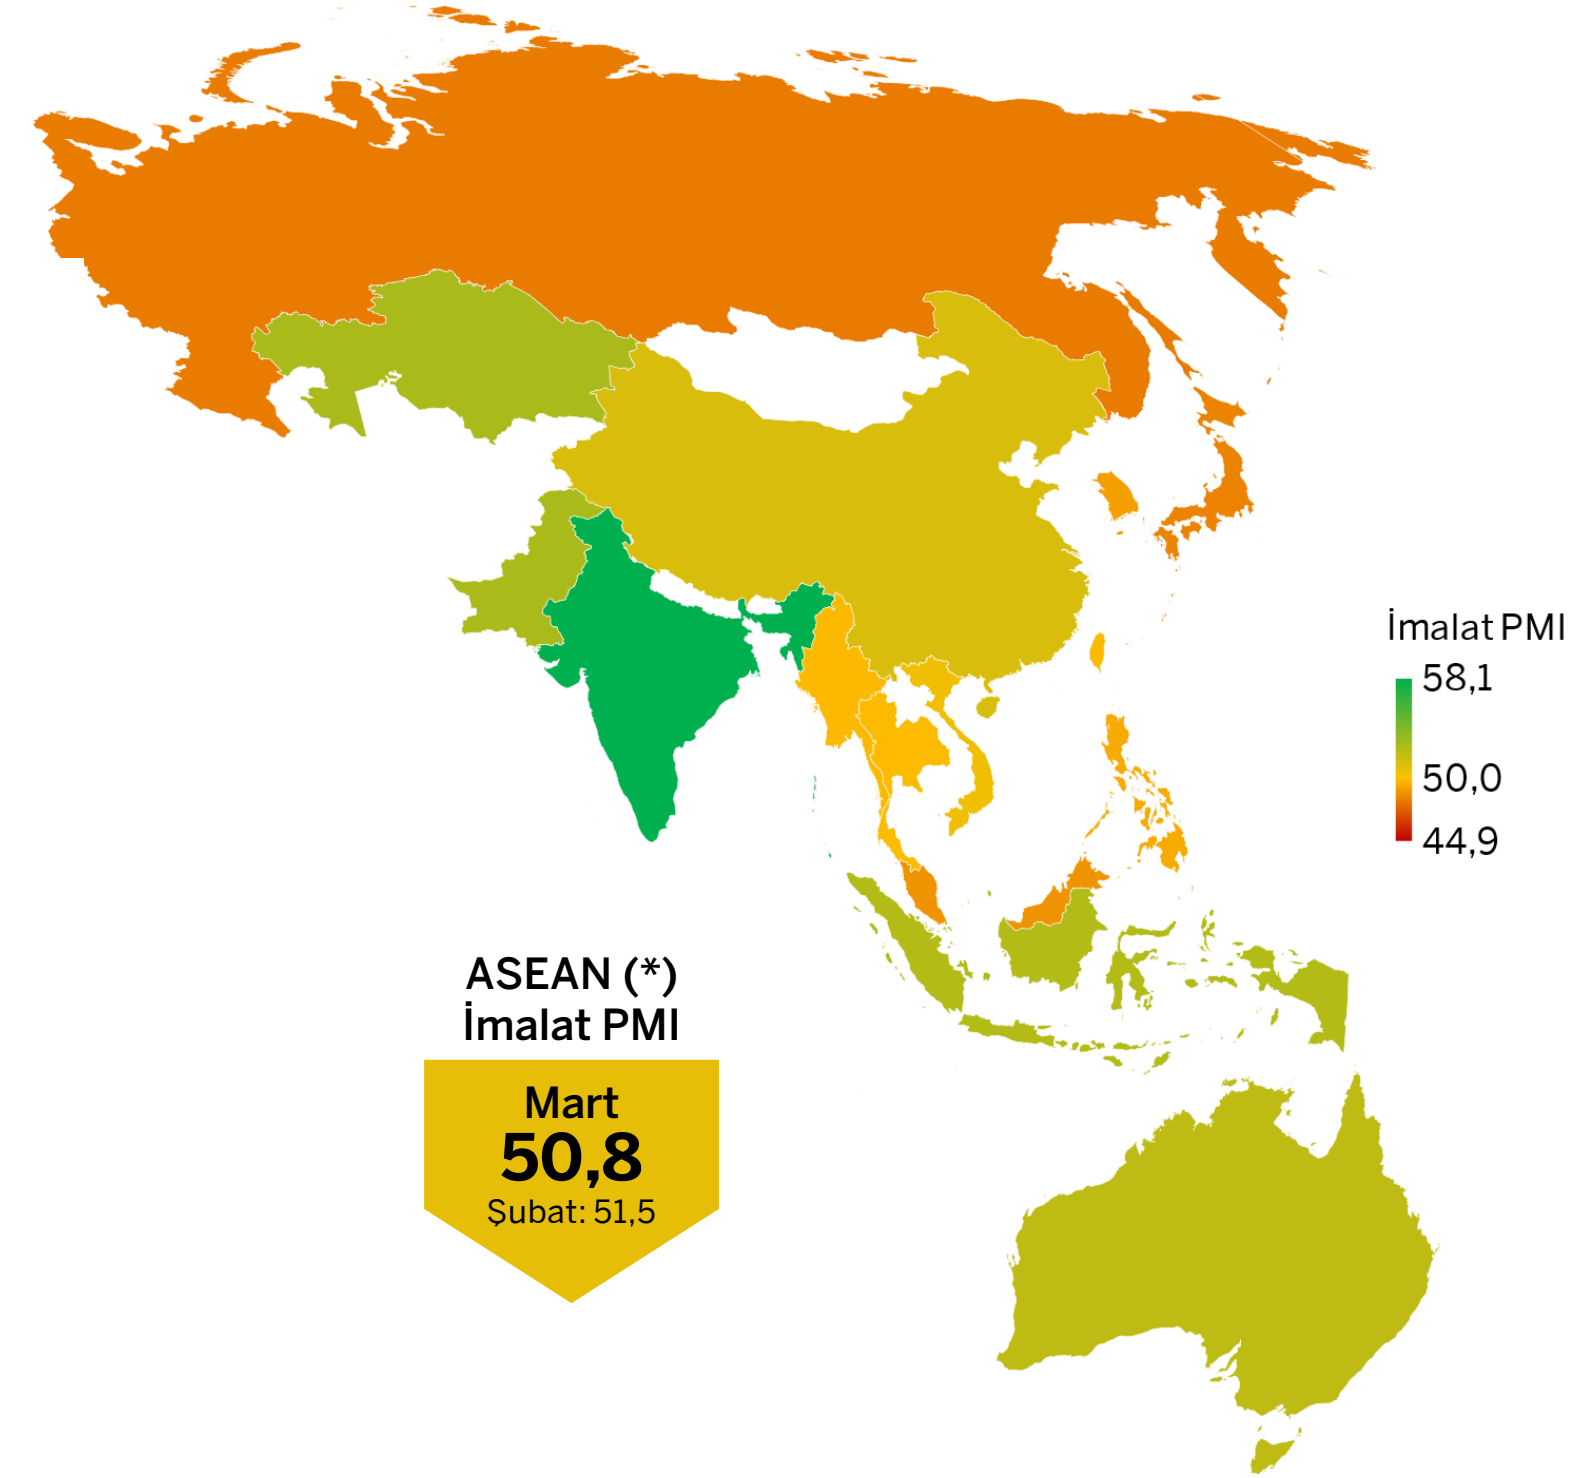 İmalat PMI
58,1
50,0
44,9
ASEAN (*)
İmalat PMI
Mart
50,8
Şubat: 51,5